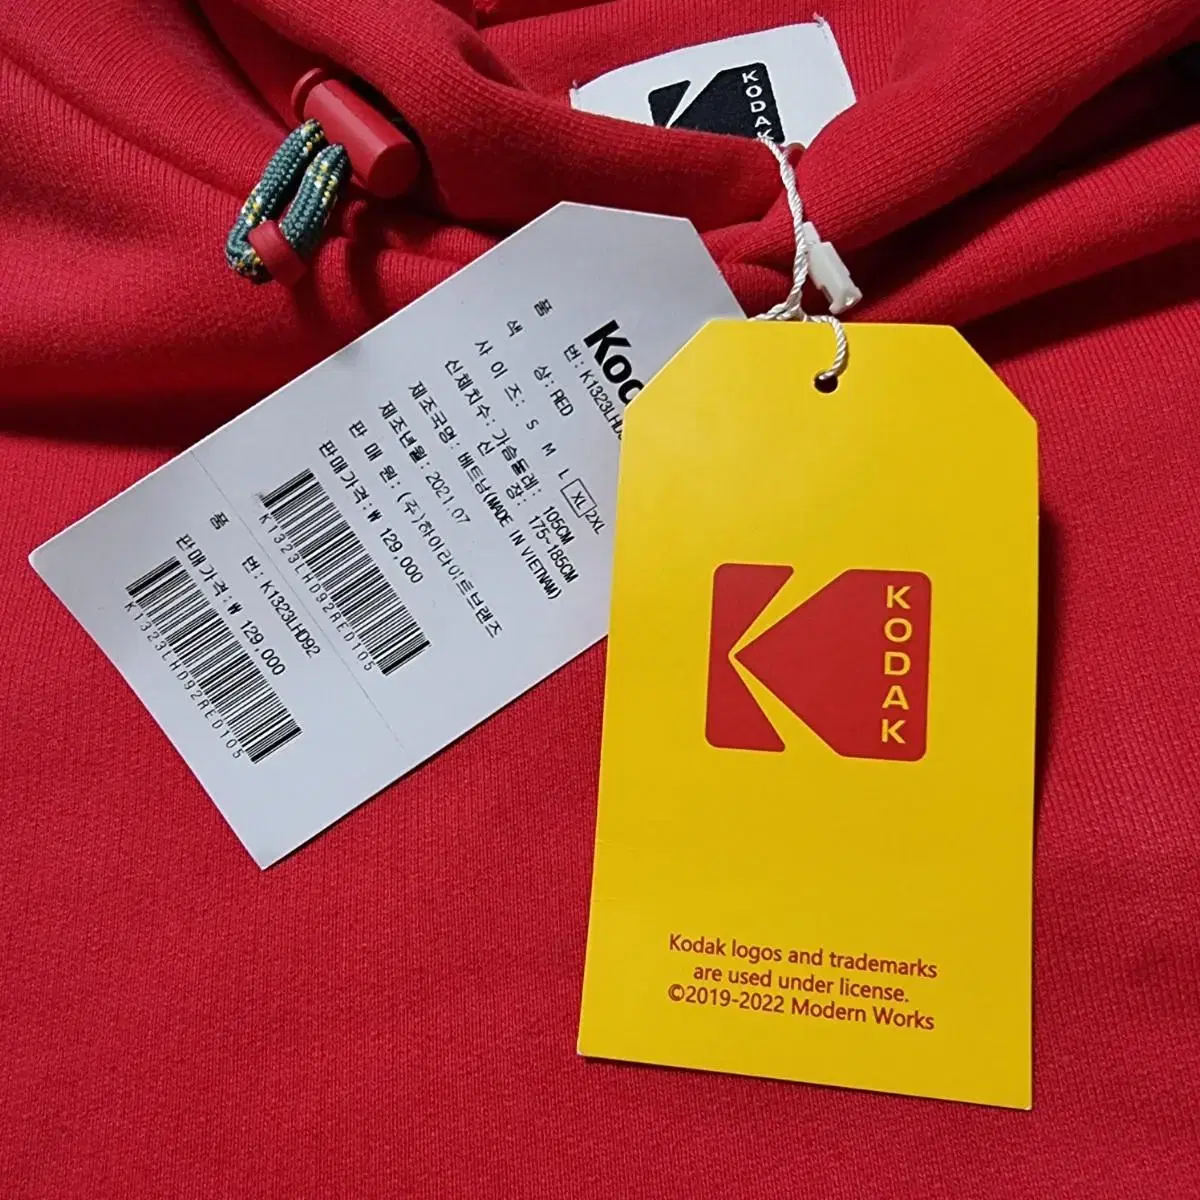 KODAK
Kod
품 번: K1323LHD
색 상: RED
사 이 즈: S M L XL 2XL
신체치수: 가슴둘레: 105CM
신 장: 175~185CM
제조국명: 베트남(MADE IN VIETNAM)
제조년월: 2021.07
판 매 원: (주)하이라이트브랜즈
판매가격: ₩ 129,000
K1323LHD92RED105
품 번: K1323LHD92
판매가격: ₩ 129,000
K1323LHD92RED105
KODAK
Kodak logos and trademarks
are used under license.
©2019-2022 Modern Works